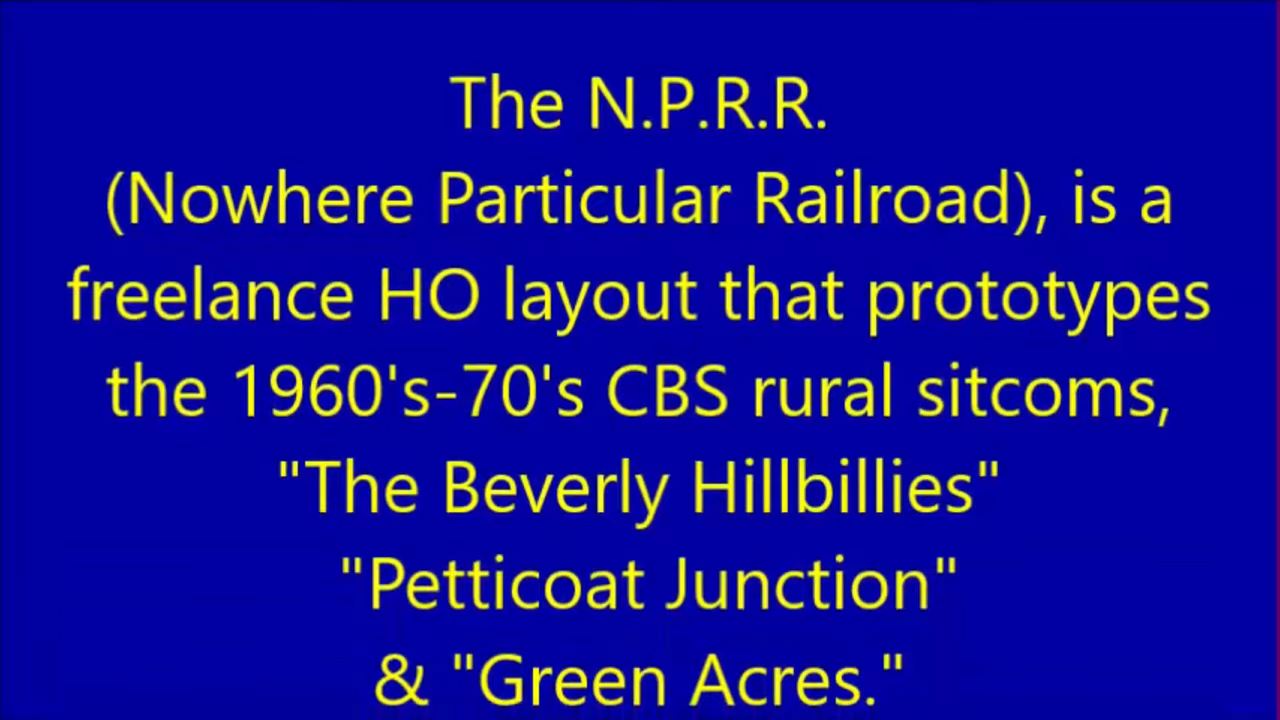 The N.P.R.R.
(Nowhere Particular Railroad), is a
freelance HO layout that prototypes
the 1960's-70's CBS rural sitcoms,
"The Beverly Hillbillies"
"Petticoat Junction"
& "Green Acres."